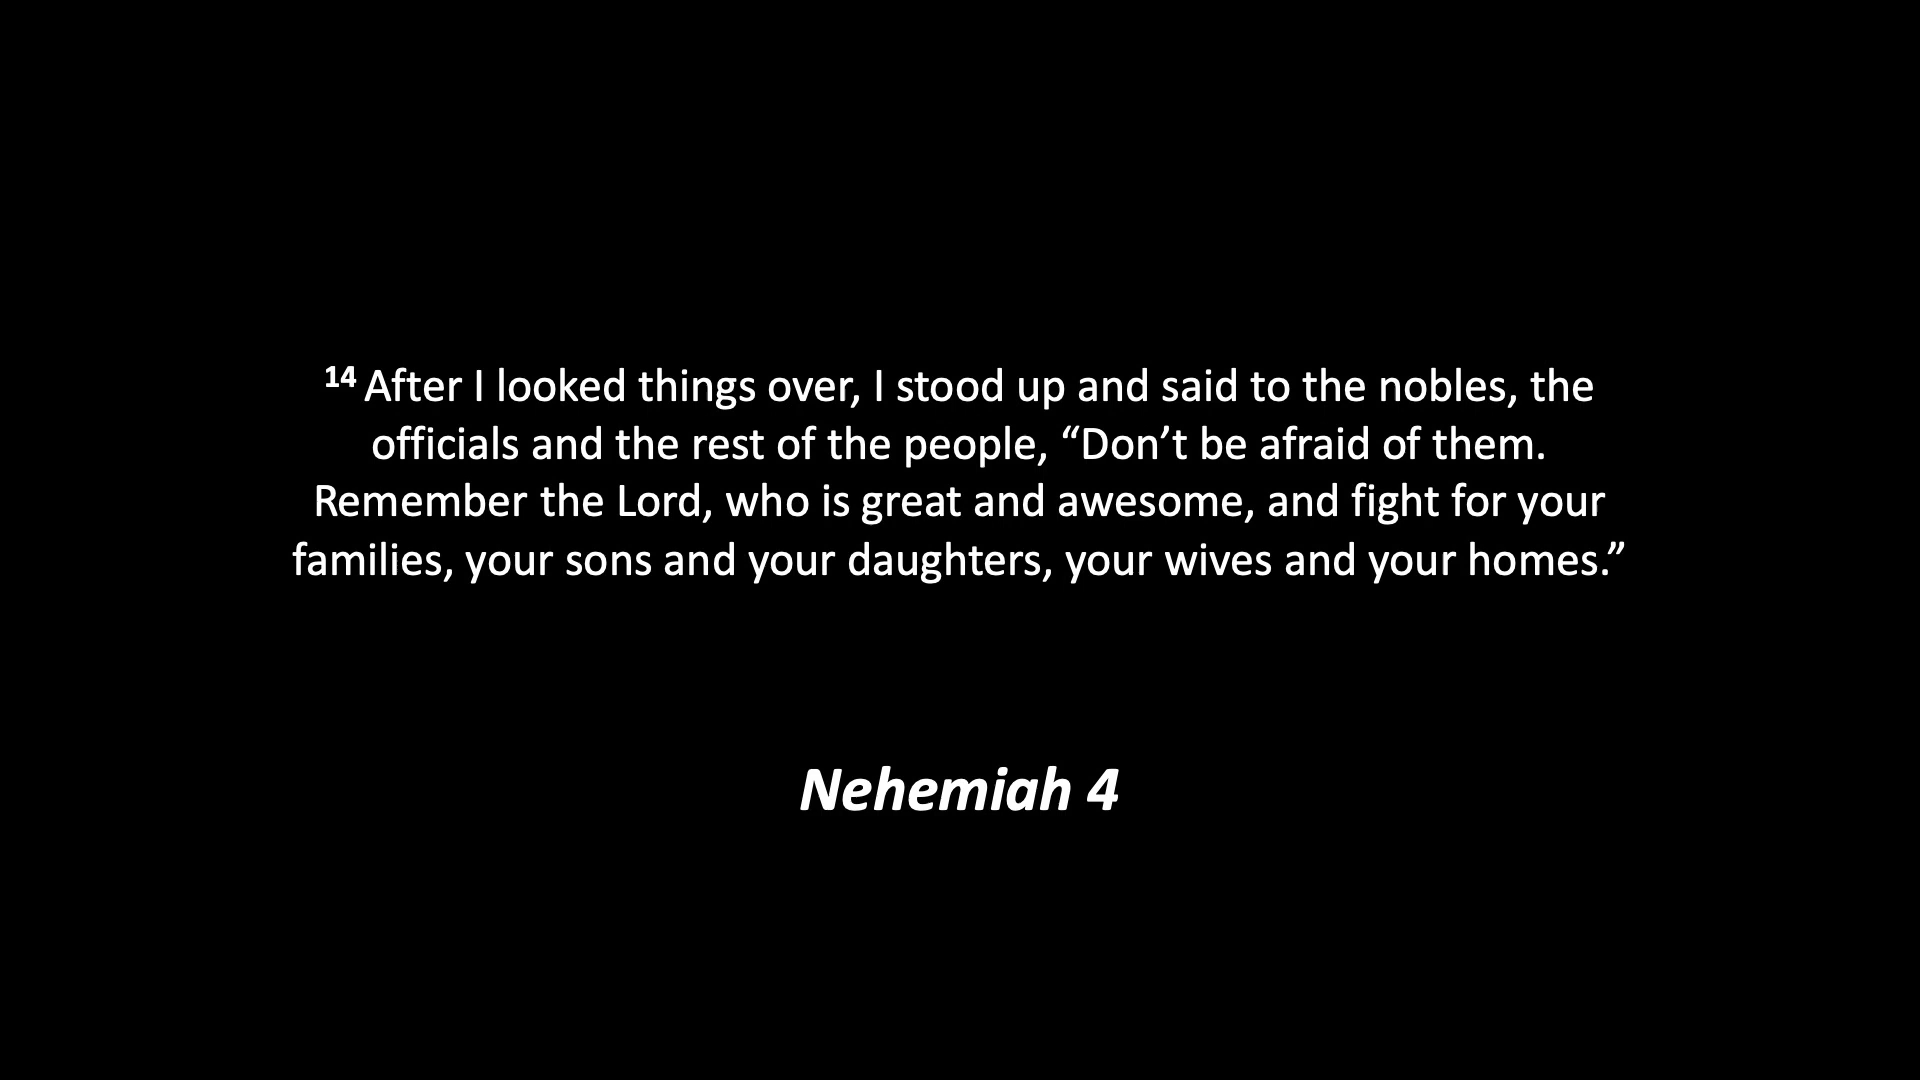 14 After I looked things over, I stood up and said to the nobles, the
officials and the rest of the people, “Don’t be afraid of them.
Remember the Lord, who is great and awesome, and fight for your
families, your sons and your daughters, your wives and your homes.”
Nehemiah 4